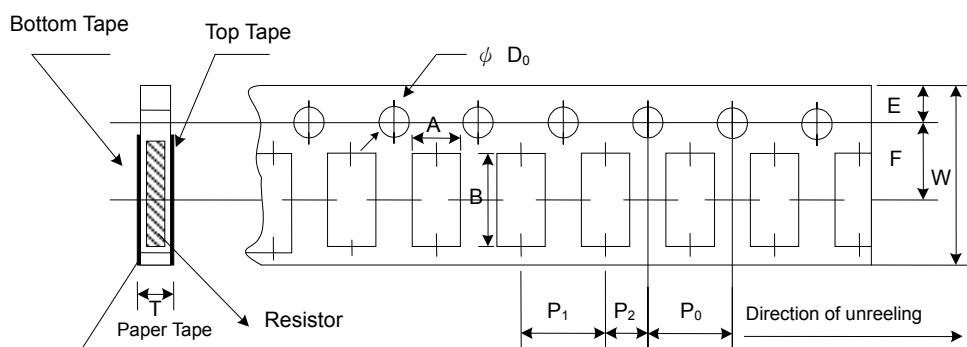 Bottom Tape
Top Tape
ϕ D₀
A
B
E
F
W
T
Paper Tape
Resistor
P₁
P₂
P₀
Direction of unreeling